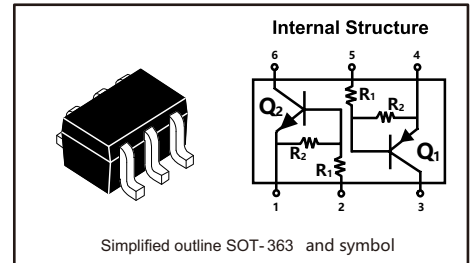 Internal Structure
6 5 4
R1
Q2 R2
R2 Q1
R1
1 2 3
Simplified outline SOT-363 and symbol